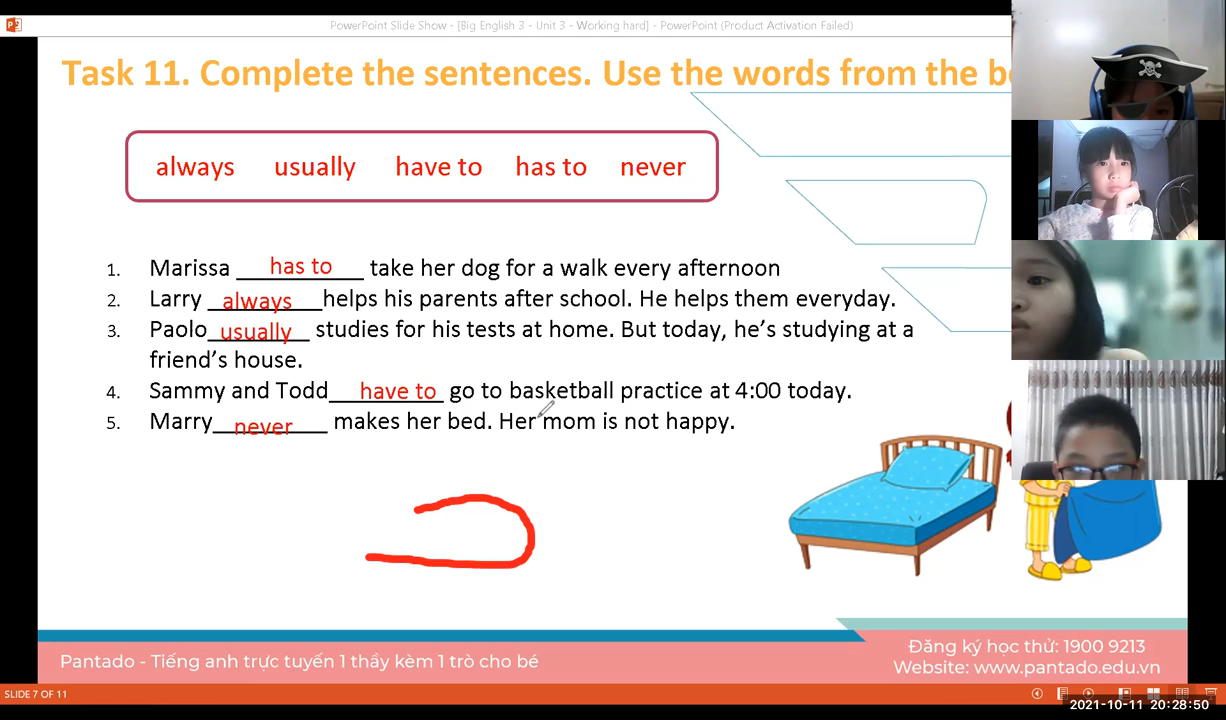 PowerPoint Slide Show - [Big English 3 - Unit 3 - Working hard] - PowerPoint (Product Activation Failed)
Task 11. Complete the sentences. Use the words from the
always usually have to has to never
1. Marissa has to take her dog for a walk every afternoon
2. Larry always helps his parents after school. He helps them everyday.
3. Paolo usually studies for his tests at home. But today, he’s studying at a
friend’s house.
4. Sammy and Todd have to go to basketball practice at 4:00 today.
5. Marry never makes her bed. Her mom is not happy.
Pantado - Tiếng anh trực tuyến 1 thầy kèm 1 trò cho bé
Đăng ký học thử: 1900 9213
Website: www.pantado.edu.vn
SLIDE 7 OF 11
2021-10-11 20:28:50